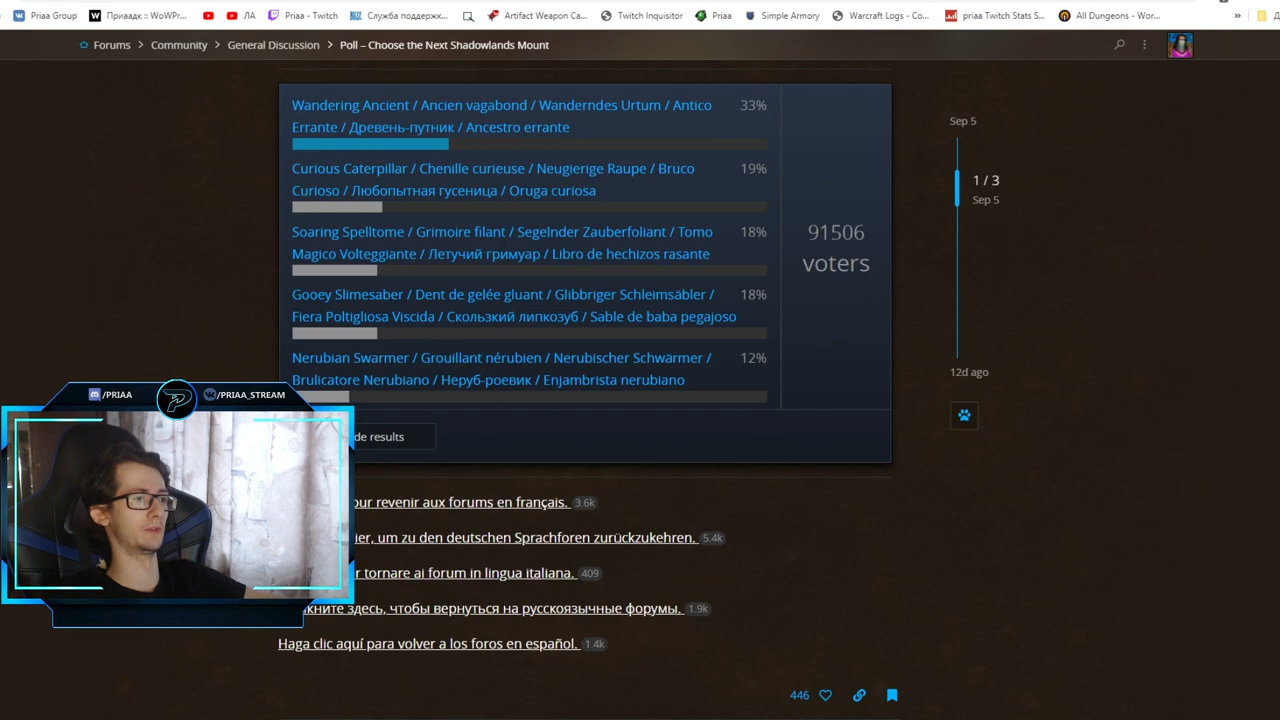 Priaa Group
Приаадк :: WoWPr...
ЛА
Priaa - Twitch
Служба поддержк...
Artifact Weapon Ca...
Twitch Inquisitor
Priaa
Simple Armory
Warcraft Logs - Co...
priaa Twitch Stats S...
All Dungeons - Wor...
»
Forums > Community > General Discussion > Poll – Choose the Next Shadowlands Mount
Wandering Ancient / Ancien vagabond / Wanderndes Urtum / Antico 33%
Errante / Древень-путник / Ancestro errante
Curious Caterpillar / Chenille curieuse / Neugierige Raupe / Bruco 19%
Curioso / Любопытная гусеница / Oruga curiosa
Soaring Spelltome / Grimoire filant / Segelnder Zauberfoliant / Tomo 18%
Magico Volteggiante / Летучий гримуар / Libro de hechizos rasante
Gooey Slimesaber / Dent de gelée gluant / Glibbriger Schleimsäbler / 18%
Fiera Poltigliosa Viscida / Скользкий липкозуб / Sable de baba pegajoso
Nerubian Swarmer / Grouillant nérubien / Nerubischer Schwärmer / 12%
Brulicatore Nerubiano / Неруб-роевик / Enjambrista nerubiano
91506
voters
Sep 5
1 / 3
Sep 5
12d ago
de results
/PRIAA
/PRIAA_STREAM
our revenir aux forums en français. 3.6k
ier, um zu den deutschen Sprachforen zurückzukehren. 5.4k
r tornare ai forum in lingua italiana. 409
кните здесь, чтобы вернуться на русскоязычные форумы. 1.9k
Haga clic aquí para volver a los foros en español. 1.4k
446